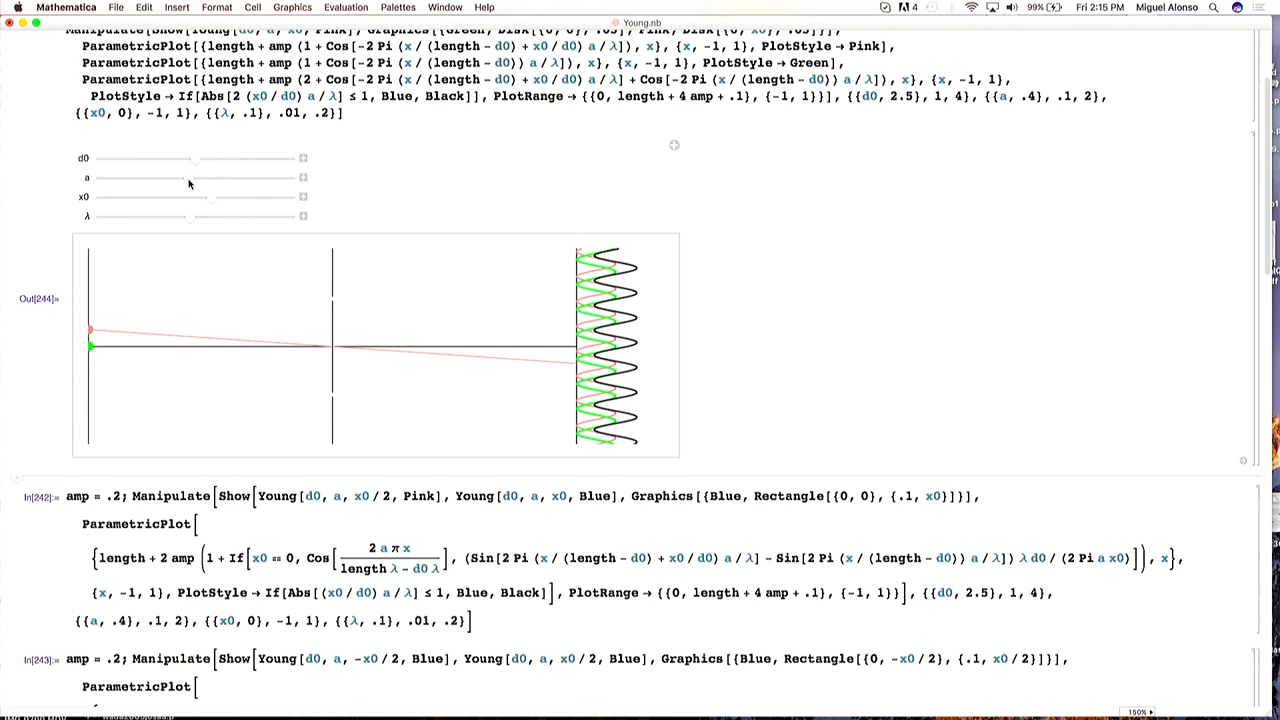 Mathematica File Edit Insert Format Cell Graphics Evaluation Palettes Window Help 4 99% Fri 2:15 PM Miguel Alonso
Young.nb
ParametricPlot[{length + amp (1 + Cos[-2 Pi (x / (length - d0) + x0 / d0) a / λ]), x}, {x, -1, 1}, PlotStyle → Pink],
ParametricPlot[{length + amp (1 + Cos[-2 Pi (x / (length - d0)) a / λ]), x}, {x, -1, 1}, PlotStyle → Green],
ParametricPlot[{length + amp (2 + Cos[-2 Pi (x / (length - d0) + x0 / d0) a / λ] + Cos[-2 Pi (x / (length - d0)) a / λ]), x}, {x, -1, 1},
PlotStyle → If[Abs[2 (x0 / d0) a / λ] ≤ 1, Blue, Black]], PlotRange → {{0, length + 4 amp + .1}, {-1, 1}}], {{d0, 2.5}, 1, 4}, {{a, .4}, .1, 2},
{{x0, 0}, -1, 1}, {{λ, .1}, .01, .2}]
d0
a
x0
λ
Out[244]=
In[242]:= amp = .2; Manipulate[Show[Young[d0, a, x0 / 2, Pink], Young[d0, a, x0, Blue], Graphics[{Blue, Rectangle[{0, 0}, {.1, x0}]}],
ParametricPlot[
{length + 2 amp (1 + If[x0 == 0, Cos[2 a π x / length λ - d0 λ], (Sin[2 Pi (x / (length - d0) + x0 / d0) a / λ] - Sin[2 Pi (x / (length - d0)) a / λ]) λ d0 / (2 Pi a x0)]), x},
{x, -1, 1}, PlotStyle → If[Abs[(x0 / d0) a / λ] ≤ 1, Blue, Black]], PlotRange → {{0, length + 4 amp + .1}, {-1, 1}}], {{d0, 2.5}, 1, 4},
{{a, .4}, .1, 2}, {{x0, 0}, -1, 1}, {{λ, .1}, .01, .2}]
In[243]:= amp = .2; Manipulate[Show[Young[d0, a, -x0 / 2, Blue], Young[d0, a, x0 / 2, Blue], Graphics[{Blue, Rectangle[{0, -x0 / 2}, {.1, x0 / 2}]}],
ParametricPlot[
150%